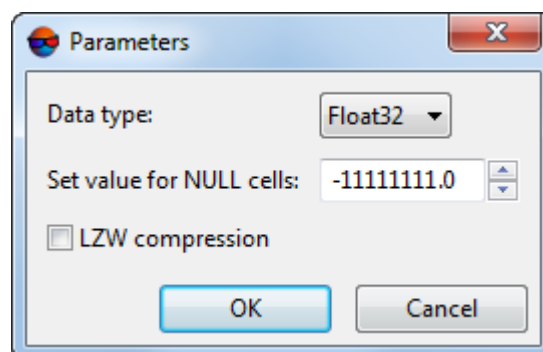 Parameters
Data type: Float32
Set value for NULL cells: -11111111.0
LZW compression
OK Cancel